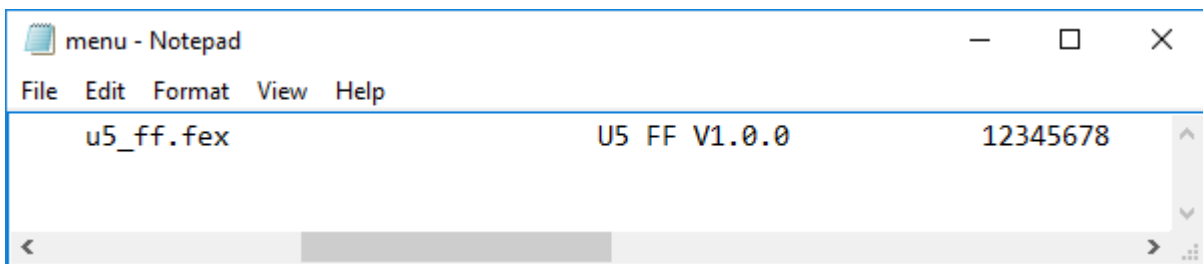 menu - Notepad
File Edit Format View Help
u5_ff.fex U5 FF V1.0.0 12345678